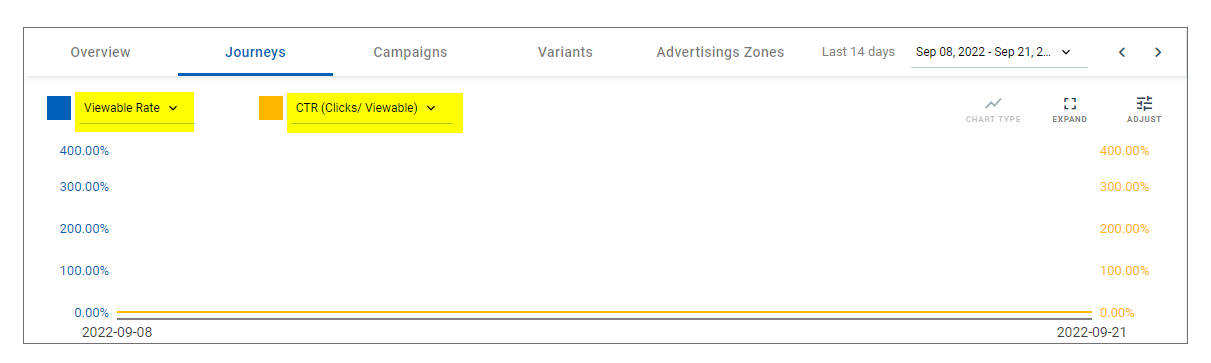 Overview Journeys Campaigns Variants Advertisings Zones Last 14 days Sep 08, 2022 - Sep 21, 2...
Viewable Rate CTR (Clicks/ Viewable)
CHART TYPE EXPAND ADJUST
400.00% 400.00%
300.00% 300.00%
200.00% 200.00%
100.00% 100.00%
0.00% 0.00%
2022-09-08 2022-09-21